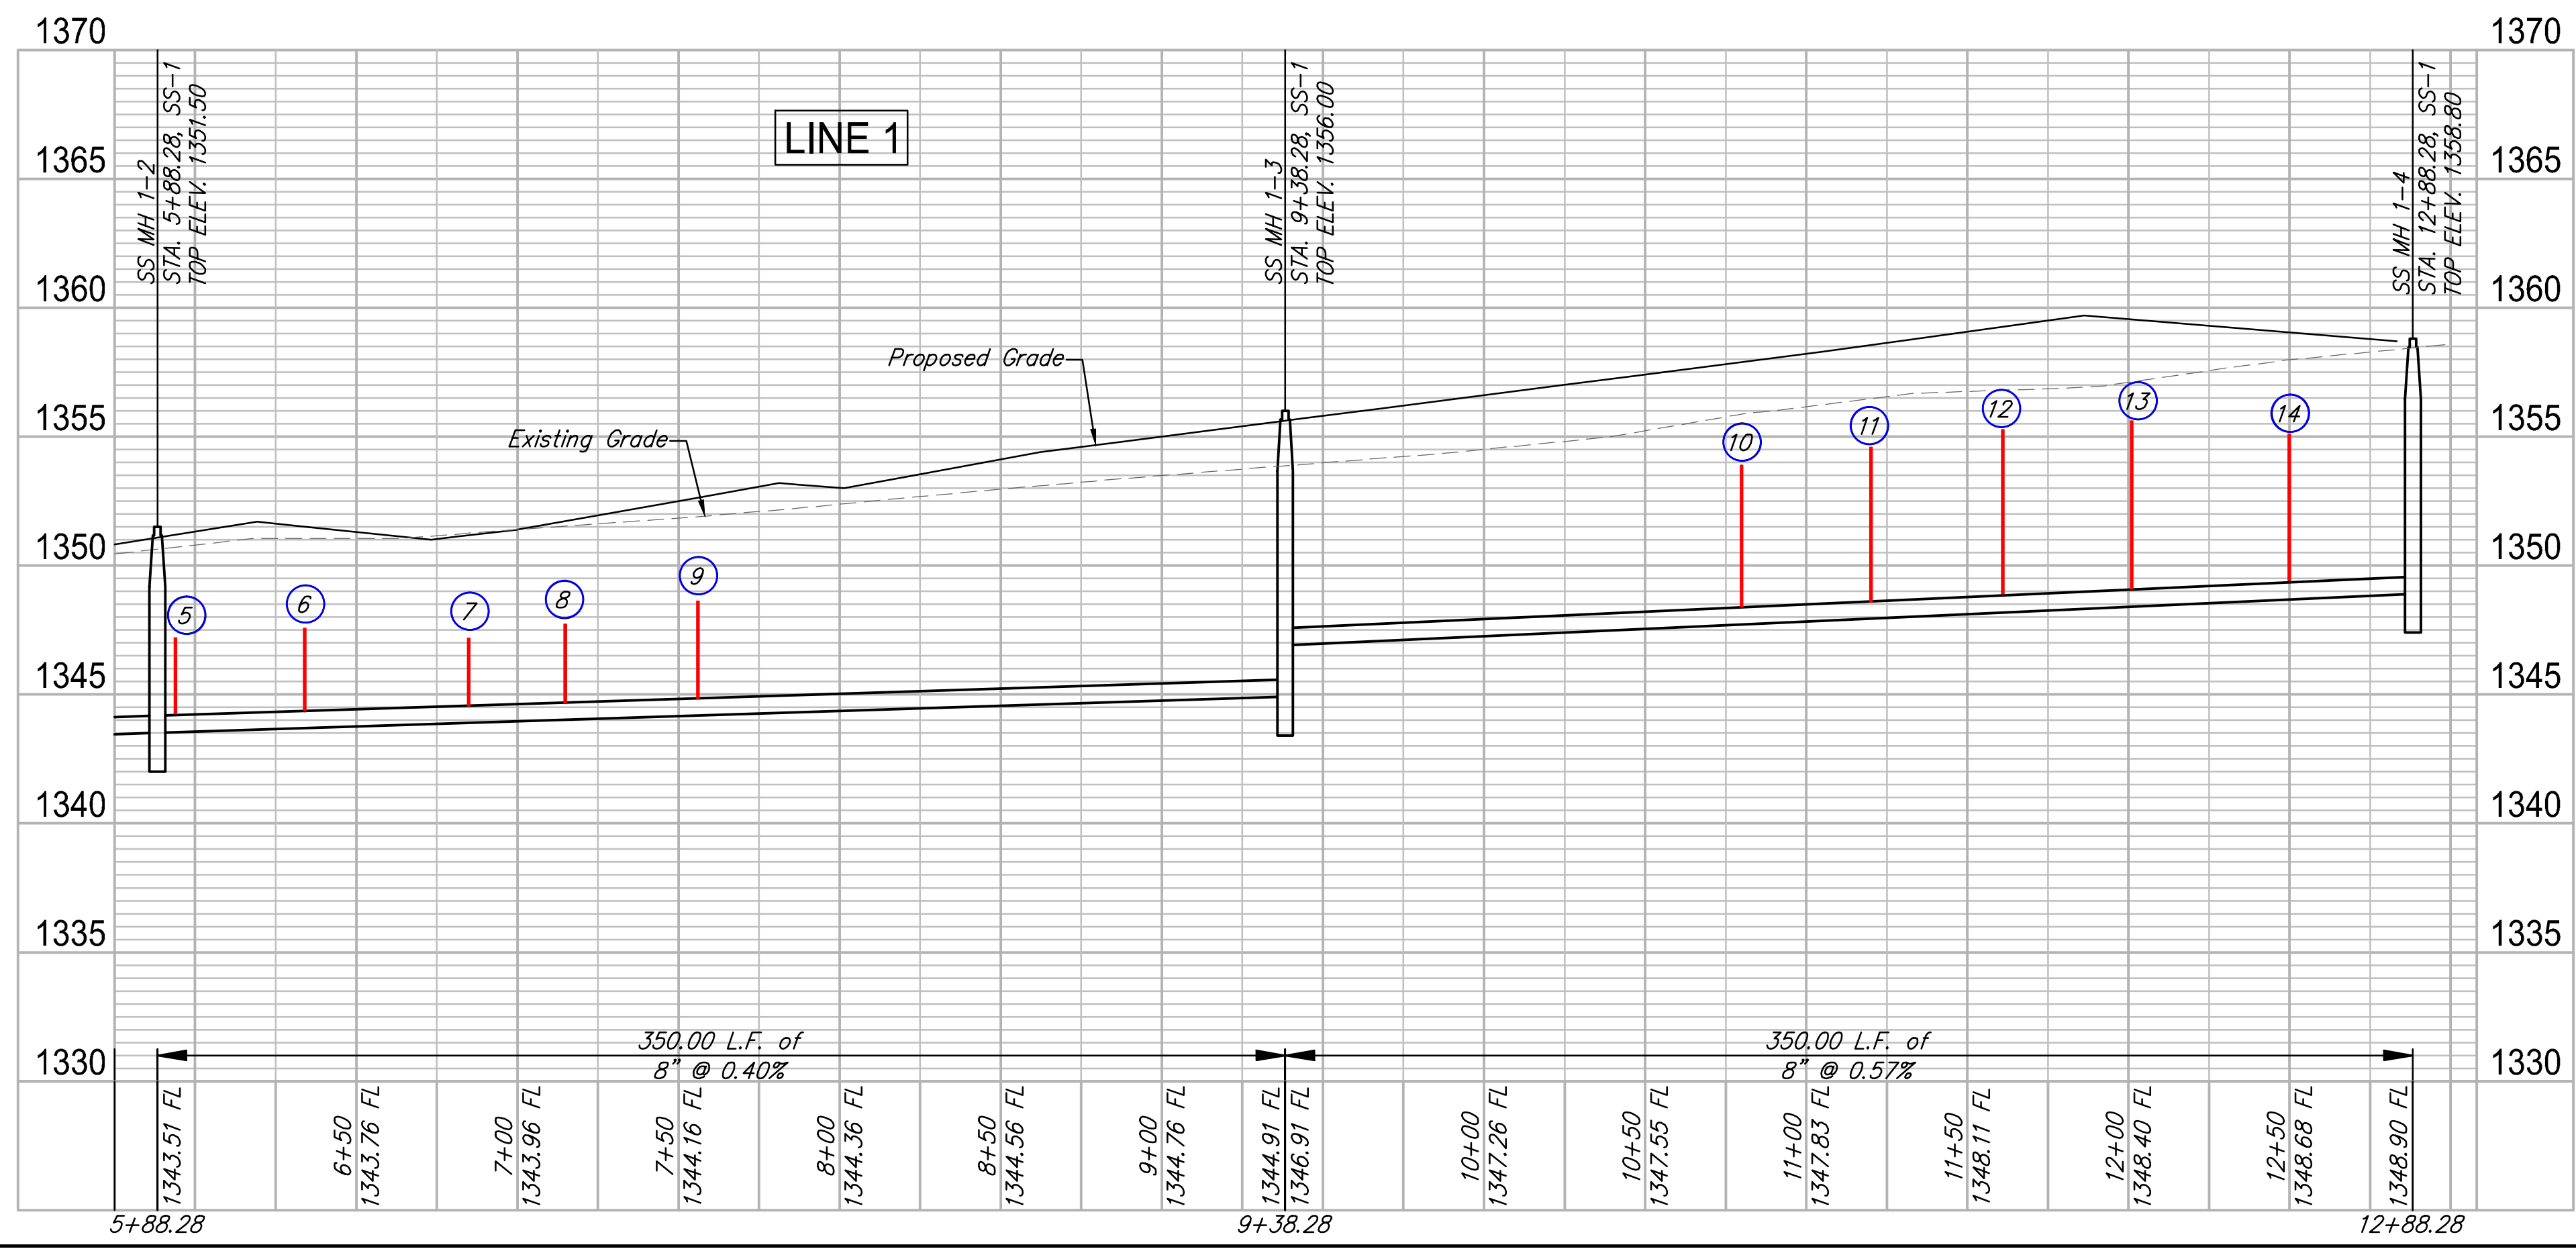 1370
1370
1365
1365
1360
1360
1355
1355
1350
1350
1345
1345
1340
1340
1335
1335
1330
1330
LINE 1
SS MH 1-2
STA. 5+88.28, SS-1
TOP ELEV. 1351.50
SS MH 1-3
STA. 9+38.28, SS-1
TOP ELEV. 1356.00
SS MH 1-4
STA. 12+88.28, SS-1
TOP ELEV. 1358.80
Proposed Grade
Existing Grade
5
6
7
8
9
10
11
12
13
14
350.00 L.F. of
8" @ 0.40%
350.00 L.F. of
8" @ 0.57%
1343.51 FL
6+50
1343.76 FL
7+00
1343.96 FL
7+50
1344.16 FL
8+00
1344.36 FL
8+50
1344.56 FL
9+00
1344.76 FL
1344.91 FL
1346.91 FL
10+00
1347.26 FL
10+50
1347.55 FL
11+00
1347.83 FL
11+50
1348.11 FL
12+00
1348.40 FL
12+50
1348.68 FL
1348.90 FL
5+88.28
9+38.28
12+88.28